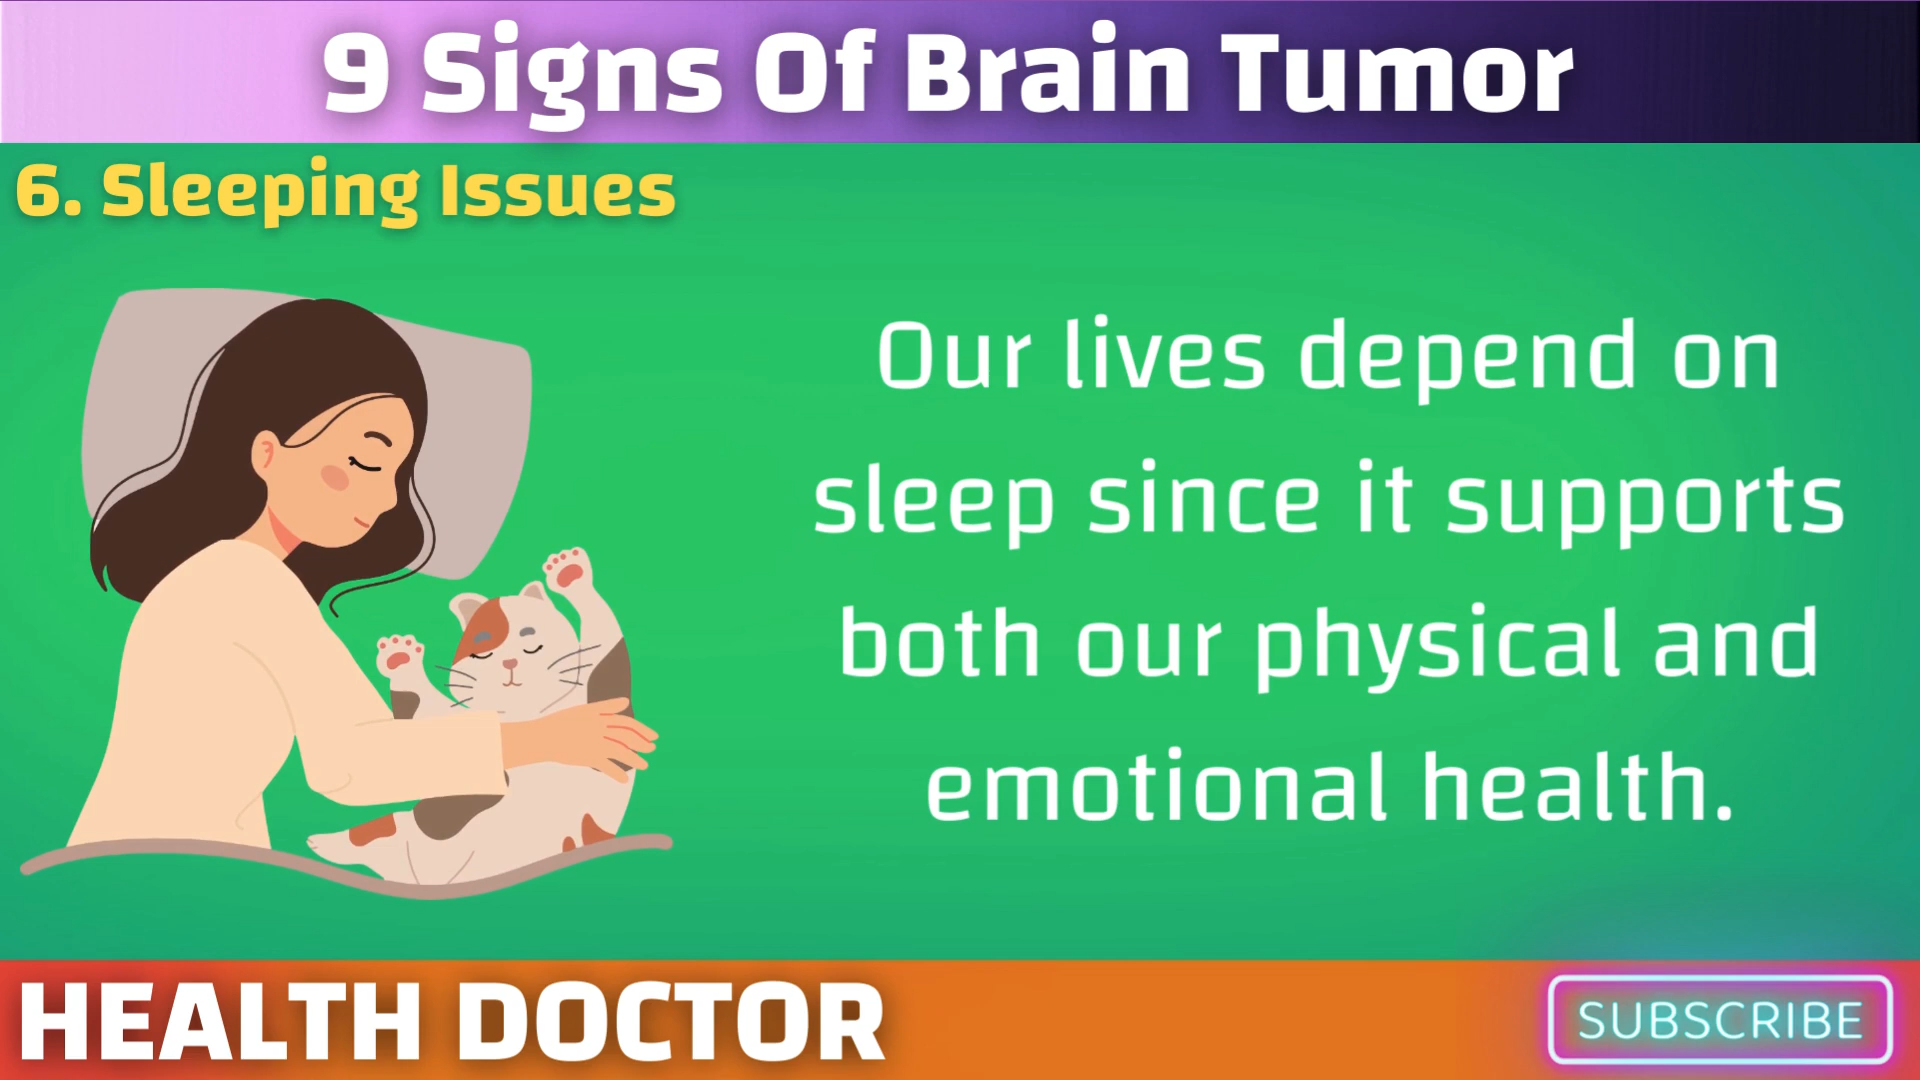 9 Signs Of Brain Tumor
6. Sleeping Issues
Our lives depend on
sleep since it supports
both our physical and
emotional health.
HEALTH DOCTOR
SUBSCRIBE